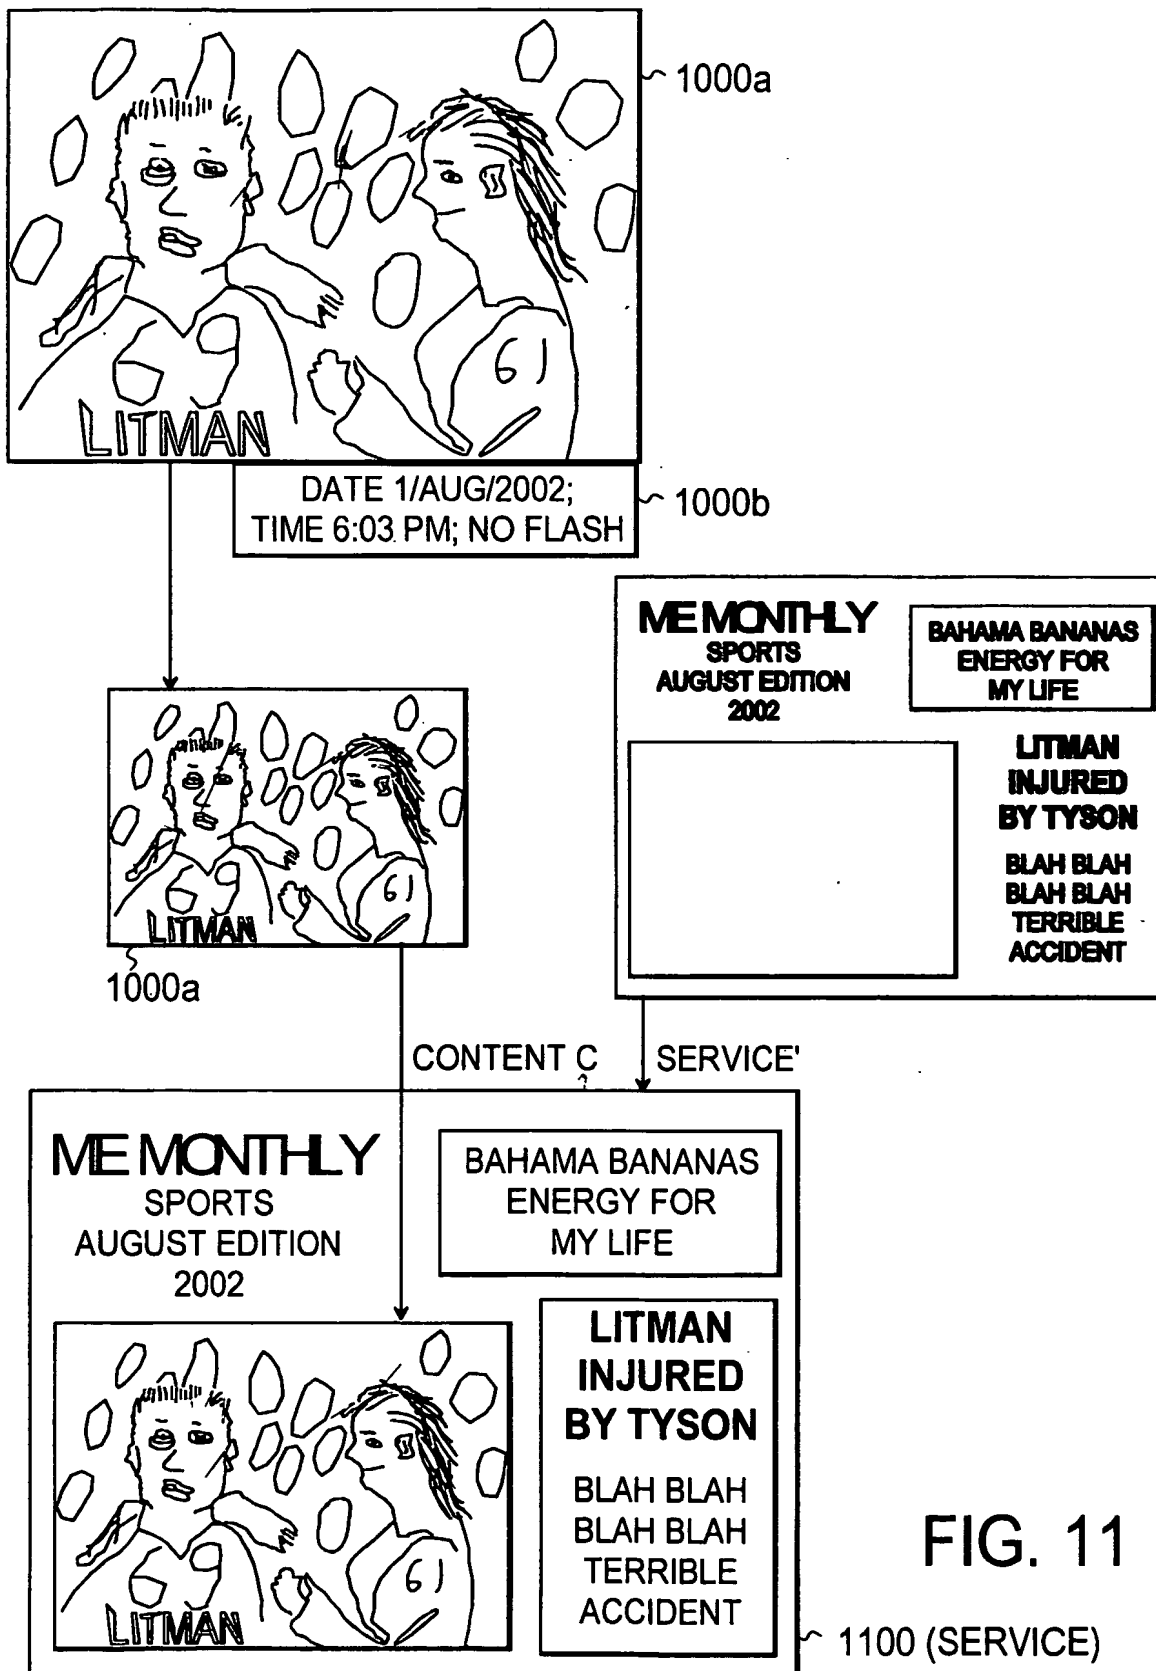 1000a
61
LITMAN
DATE 1/AUG/2002;
TIME 6:03 PM; NO FLASH
1000b
ME MONTHLY
SPORTS
AUGUST EDITION
2002
BAHAMA BANANAS
ENERGY FOR
MY LIFE
LITMAN
INJURED
BY TYSON
BLAH BLAH
BLAH BLAH
TERRIBLE
ACCIDENT
61
LITMAN
1000a
CONTENT C
SERVICE'
ME MONTHLY
SPORTS
AUGUST EDITION
2002
BAHAMA BANANAS
ENERGY FOR
MY LIFE
LITMAN
INJURED
BY TYSON
BLAH BLAH
BLAH BLAH
TERRIBLE
ACCIDENT
61
LITMAN
FIG. 11
1100 (SERVICE)